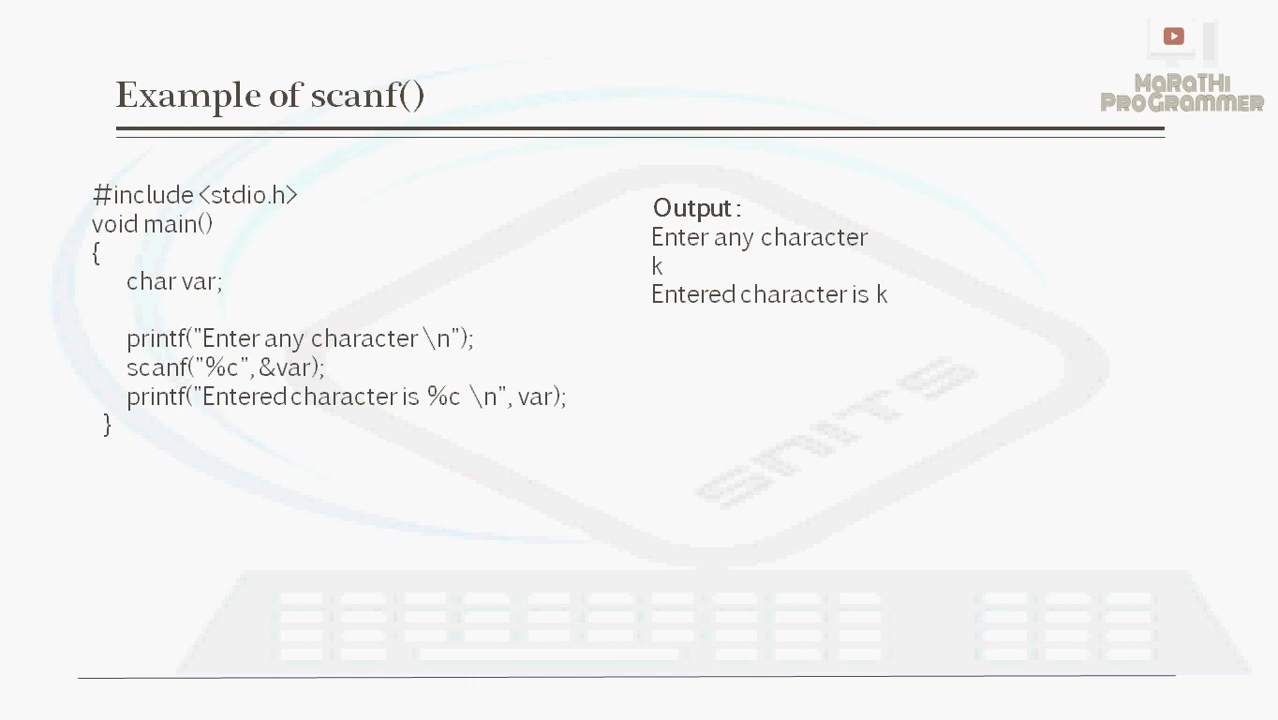 MaRaTHi
ProGrammer
Example of scanf()
#include <stdio.h>
void main()
{
char var;
printf("Enter any character \n");
scanf("%c", &var);
printf("Entered character is %c \n", var);
}
Output :
Enter any character
k
Entered character is k
SNITS